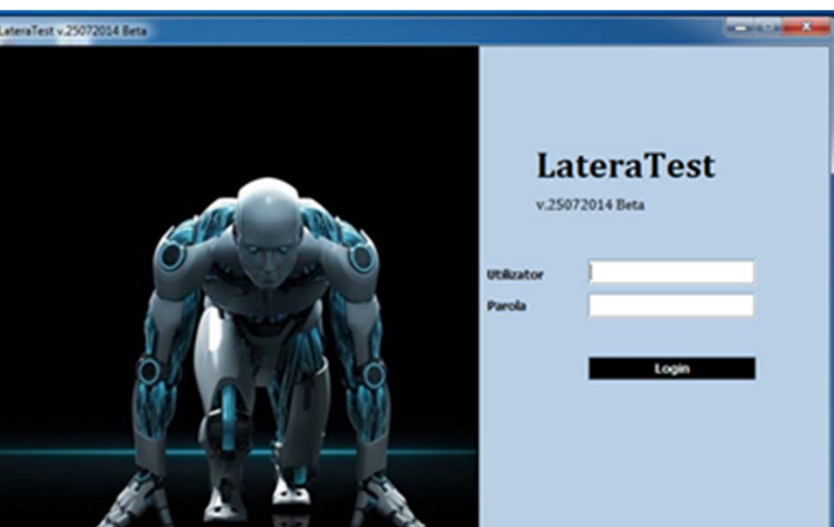 LateraTest v.25072014 Beta
LateraTest
v.25072014 Beta
Utilizator
Parola
Login